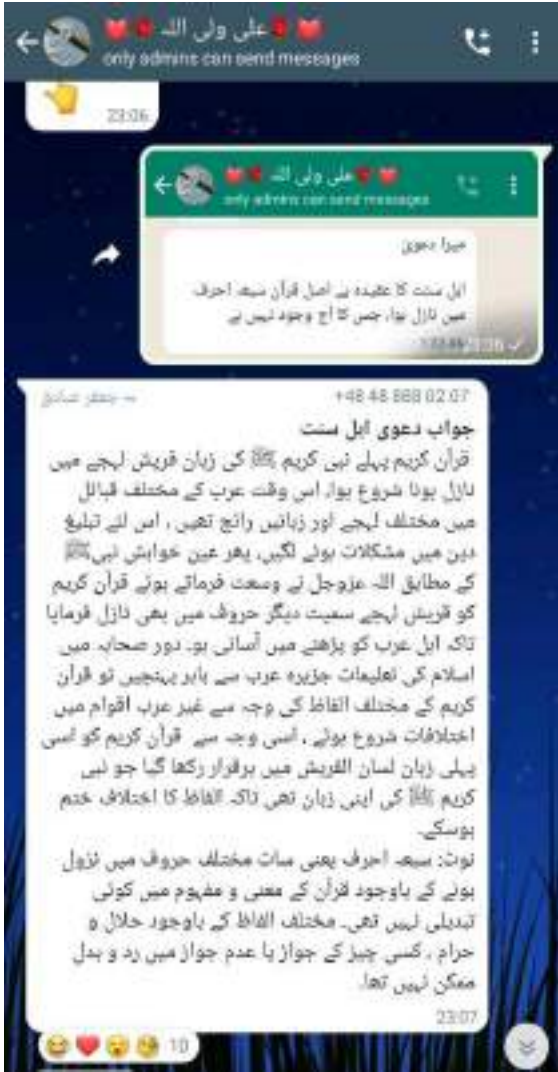 علی ولی اللہ
only admins can send messages
23:06
علی ولی اللہ
only admins can send messages
میرا دعویٰ
اہل سنت کا عقیدہ ہے اصل قرآن سبعہ احرف
میں نازل ہوا، جس کا آج وجود نہیں ہے
~ جعفر صادق
+48 48 888 02 07
جواب دعوی اہل سنت
قرآن کریم پہلے نبی کریم ﷺ کی زبان قریش لہجے میں
نازل ہونا شروع ہوا، اس وقت عرب کے مختلف قبائل
میں مختلف لہجے اور زبانیں رائج تھیں ، اس لئے تبلیغ
دین میں مشکلات ہونے لگیں، پھر عین خواہش نبیﷺ
کے مطابق اللہ عزوجل نے وسعت فرماتے ہوئے قرآن کریم
کو قریش لہجے سمیت دیگر حروف میں بھی نازل فرمایا
تاکہ اہل عرب کو پڑھنے میں آسانی ہو۔ دور صحابہ میں
اسلام کی تعلیمات جزیرہ عرب سے باہر پہنچیں تو قرآن
کریم کے مختلف الفاظ کی وجہ سے غیر عرب اقوام میں
اختلافات شروع ہوئے ، اسی وجہ سے قرآن کریم کو اسی
پہلی زبان لسان القریش میں برقرار رکھا گیا جو نبی
کریم ﷺ کی اپنی زبان تھی تاکہ الفاظ کا اختلاف ختم
ہوسکے۔
نوٹ: سبعہ احرف یعنی سات مختلف حروف میں نزول
ہونے کے باوجود قرآن کے معنی و مفہوم میں کوئی
تبدیلی نہیں تھی۔ مختلف الفاظ کے باوجود حلال و
حرام ، کسی چیز کے جواز یا عدم جواز میں رد و بدل
ممکن نہیں تھا۔
23:07
10